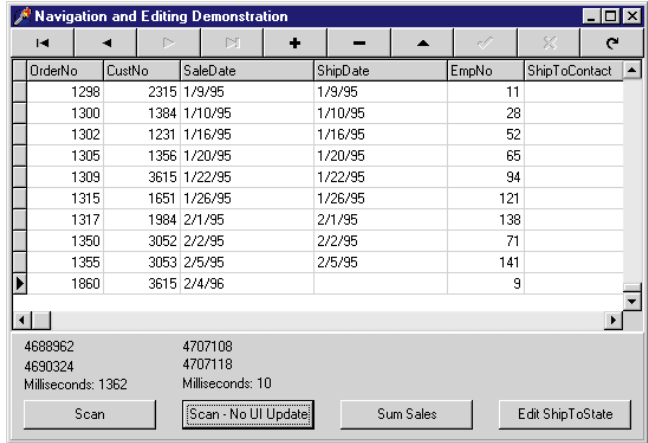 Navigation and Editing Demonstration
OrderNo CustNo SaleDate ShipDate EmpNo ShipToContact
1298 2315 1/9/95 1/9/95 11
1300 1384 1/10/95 1/10/95 28
1302 1231 1/16/95 1/16/95 52
1305 1356 1/20/95 1/20/95 65
1309 3615 1/22/95 1/22/95 94
1315 1651 1/26/95 1/26/95 121
1317 1984 2/1/95 2/1/95 138
1350 3052 2/2/95 2/2/95 71
1355 3053 2/5/95 2/5/95 141
1860 3615 2/4/96 9
4688962 4707108
4690324 4707118
Milliseconds: 1362 Milliseconds: 10
Scan Scan - No UI Update Sum Sales Edit ShipToState